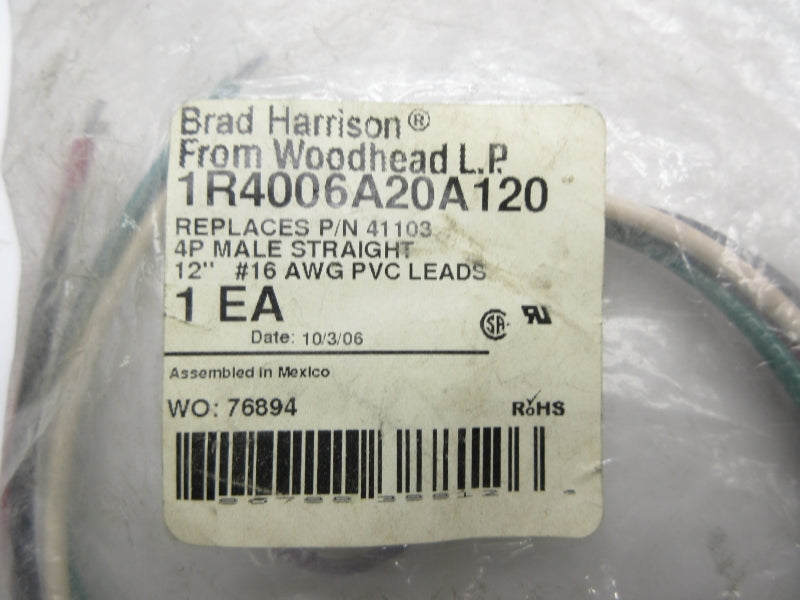 Brad Harrison®
From Woodhead L.P.
1R4006A20A120
REPLACES P/N 41103
4P MALE STRAIGHT
12" #16 AWG PVC LEADS
1 EA
Date: 10/3/06
Assembled in Mexico
WO: 76894
RoHS